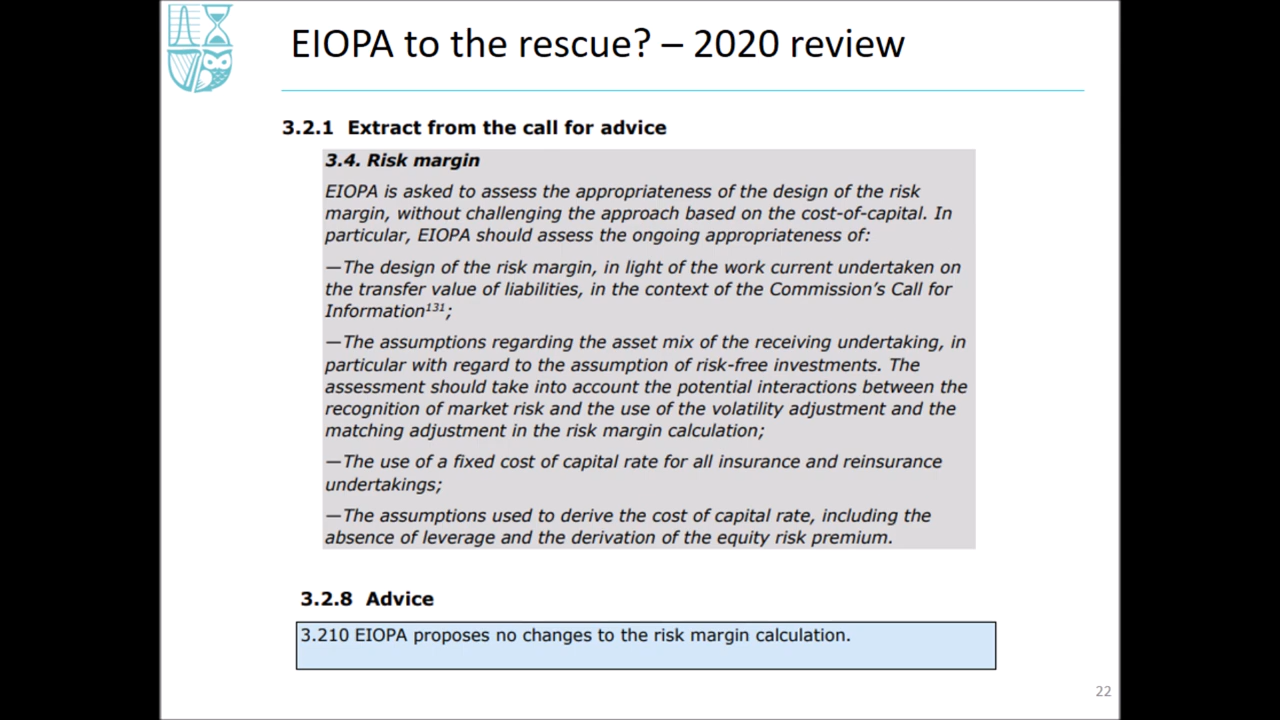 EIOPA to the rescue? – 2020 review
3.2.1 Extract from the call for advice
3.4. Risk margin
EIOPA is asked to assess the appropriateness of the design of the risk
margin, without challenging the approach based on the cost-of-capital. In
particular, EIOPA should assess the ongoing appropriateness of:
—The design of the risk margin, in light of the work current undertaken on
the transfer value of liabilities, in the context of the Commission's Call for
Information¹³¹;
—The assumptions regarding the asset mix of the receiving undertaking, in
particular with regard to the assumption of risk-free investments. The
assessment should take into account the potential interactions between the
recognition of market risk and the use of the volatility adjustment and the
matching adjustment in the risk margin calculation;
—The use of a fixed cost of capital rate for all insurance and reinsurance
undertakings;
—The assumptions used to derive the cost of capital rate, including the
absence of leverage and the derivation of the equity risk premium.
3.2.8 Advice
3.210 EIOPA proposes no changes to the risk margin calculation.
22